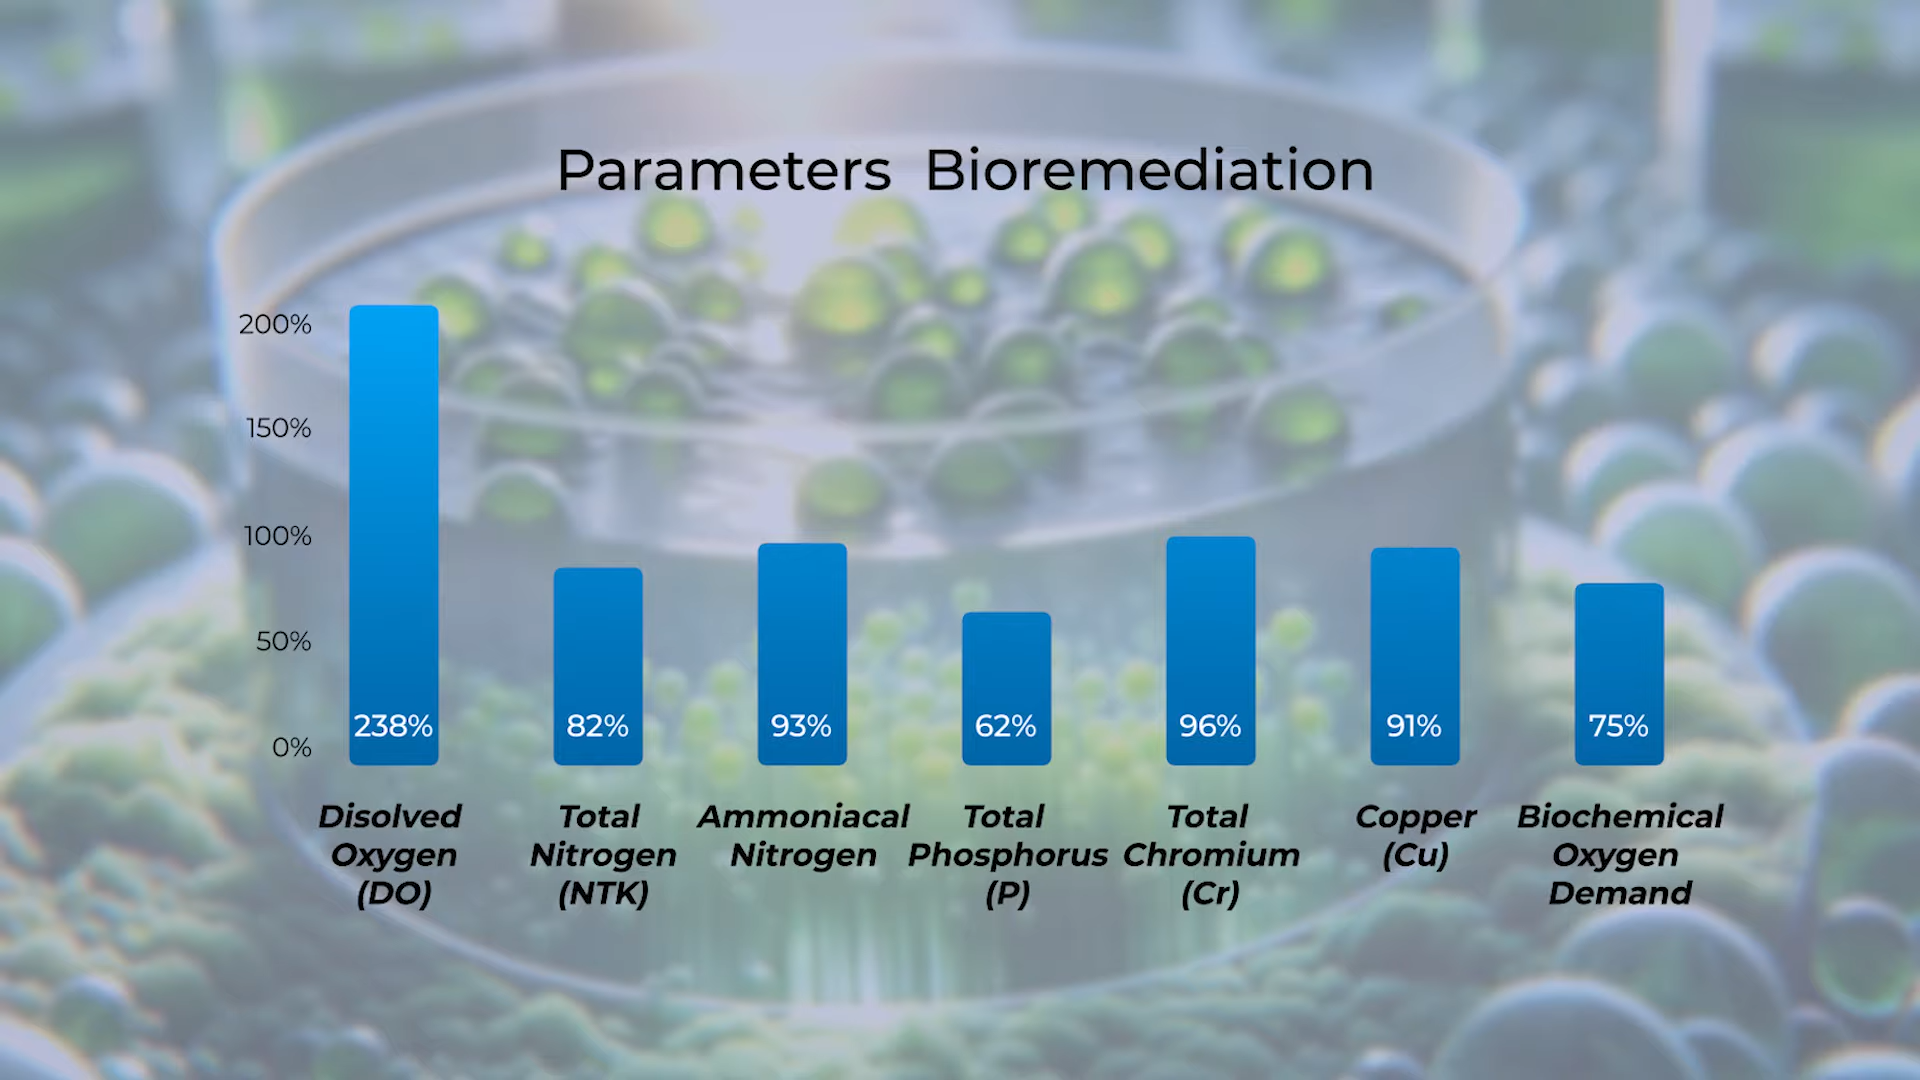 Parameters Bioremediation
200%
150%
100%
50%
0%
238%
82%
93%
62%
96%
91%
75%
Disolved
Oxygen
(DO)
Total
Nitrogen
(NTK)
Ammoniacal
Nitrogen
Total
Phosphorus
(P)
Total
Chromium
(Cr)
Copper
(Cu)
Biochemical
Oxygen
Demand